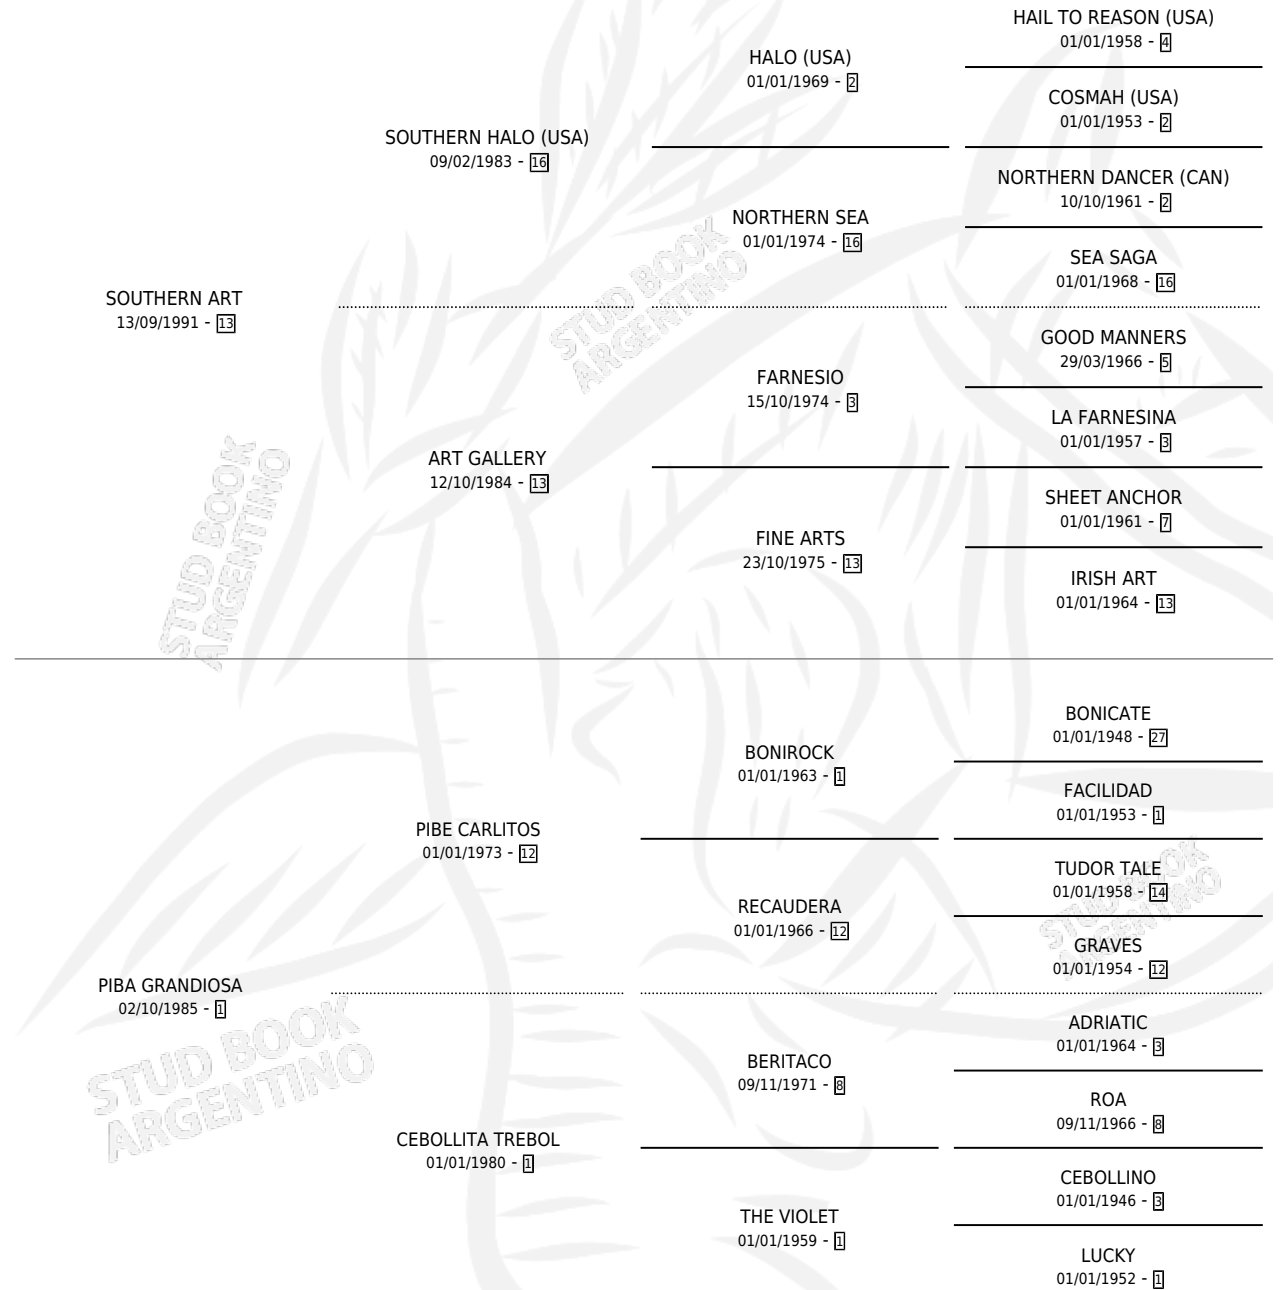 HAIL TO REASON (USA)
01/01/1958 - 4
HALO (USA)
01/01/1969 - 2
COSMAH (USA)
01/01/1953 - 2
SOUTHERN HALO (USA)
09/02/1983 - 16
NORTHERN DANCER (CAN)
10/10/1961 - 2
NORTHERN SEA
01/01/1974 - 16
SEA SAGA
01/01/1968 - 16
SOUTHERN ART
13/09/1991 - 13
STUD BOOK
ARGENTINO
GOOD MANNERS
29/03/1966 - 5
FARNESIO
15/10/1974 - 3
LA FARNESINA
01/01/1957 - 3
ART GALLERY
12/10/1984 - 13
SHEET ANCHOR
01/01/1961 - 7
FINE ARTS
23/10/1975 - 13
IRISH ART
01/01/1964 - 13
STUD BOOK
ARGENTINO
BONICATE
01/01/1948 - 27
BONIROCK
01/01/1963 - 1
FACILIDAD
01/01/1953 - 1
PIBE CARLITOS
01/01/1973 - 12
TUDOR TALE
01/01/1958 - 14
RECAUDERA
01/01/1966 - 12
GRAVES
01/01/1954 - 12
STUD BOOK
ARGENTINO
PIBA GRANDIOSA
02/10/1985 - 1
STUD BOOK
ARGENTINO
ADRIATIC
01/01/1964 - 3
BERITACO
09/11/1971 - 8
ROA
09/11/1966 - 8
CEBOLLITA TREBOL
01/01/1980 - 1
CEBOLLINO
01/01/1946 - 3
THE VIOLET
01/01/1959 - 1
LUCKY
01/01/1952 - 1